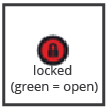 locked
(green = open)